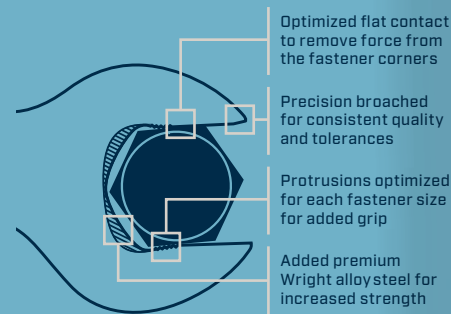 Optimized flat contact
to remove force from
the fastener corners
Precision broached
for consistent quality
and tolerances
Protrusions optimized
for each fastener size
for added grip
Added premium
Wright alloy steel for
increased strength